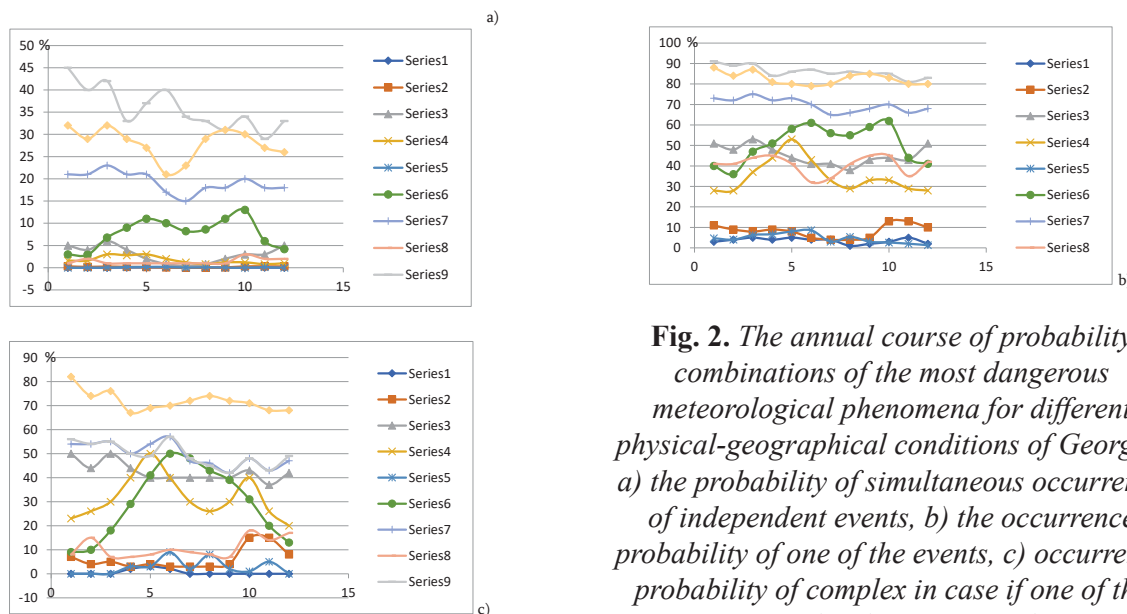 a)
%
50
45
40
35
30
25
20
15
10
5
0
-5
0
5
10
15
Series1
Series2
Series3
Series4
Series5
Series6
Series7
Series8
Series9
100
%
90
80
70
60
50
40
30
20
10
0
0
5
10
15
Series1
Series2
Series3
Series4
Series5
Series6
Series7
Series8
b
90
%
80
70
60
50
40
30
20
10
0
-10
0
5
10
15
Series1
Series2
Series3
Series4
Series5
Series6
Series7
Series8
Series9
c)
Fig. 2. The annual course of probability
combinations of the most dangerous
meteorological phenomena for different
physical-geographical conditions of Georg
a) the probability of simultaneous occurre
of independent events, b) the occurrence
probability of one of the events, c) occurre
probability of complex in case if one of th